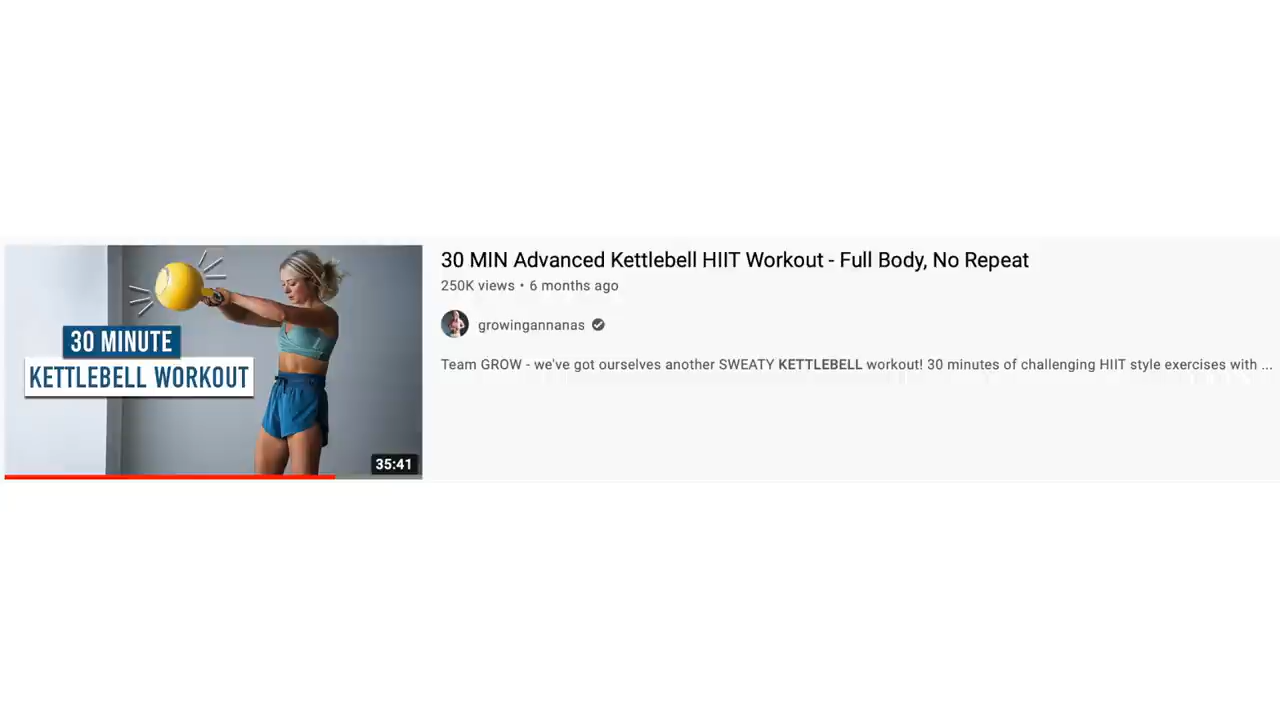 30 MINUTE
KETTLEBELL WORKOUT
35:41
30 MIN Advanced Kettlebell HIIT Workout - Full Body, No Repeat
250K views • 6 months ago
growingannanas
Team GROW - we've got ourselves another SWEATY KETTLEBELL workout! 30 minutes of challenging HIIT style exercises with ...